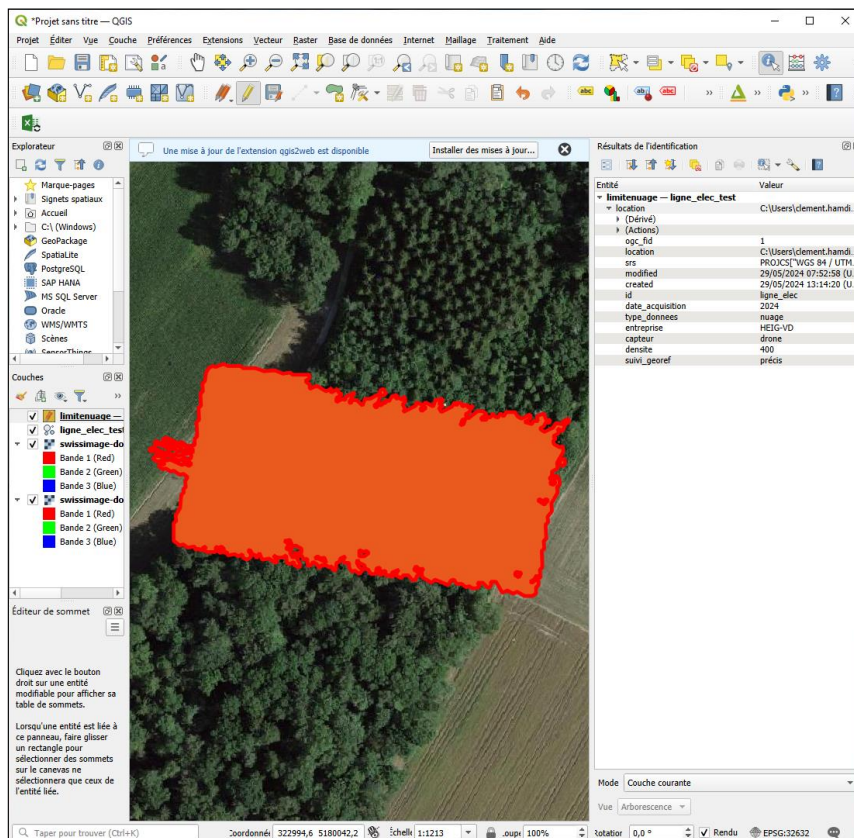 *Projet sans titre — QGIS
Projet Éditer Vue Couche Préférences Extensions Vecteur Raster Base de données Internet Maillage Traitement Aide
abc abc abc
Explorateur
Marque-pages
Signets spatiaux
Accueil
C:\ (Windows)
GeoPackage
SpatiaLite
PostgreSQL
SAP HANA
MS SQL Server
Oracle
WMS/WMTS
Scènes
SensorThings
Couches
limitenuage —
ligne_elec_test
swissimage-do
Bande 1 (Red)
Bande 2 (Green)
Bande 3 (Blue)
swissimage-do
Bande 1 (Red)
Bande 2 (Green)
Bande 3 (Blue)
Éditeur de sommet
Cliquez avec le bouton
droit sur une entité
modifiable pour afficher sa
table de sommets.
Lorsqu'une entité est liée à
ce panneau, faire glisser
un rectangle pour
sélectionner des sommets
sur le canevas ne
sélectionnera que ceux de
l'entité liée.
Une mise à jour de l'extension qgis2web est disponible Installer des mises à jour...
Résultats de l'identification
Entité Valeur
limitenuage — ligne_elec_test
location C:\Users\clement.hamdi.
(Dérivé)
(Actions)
ogc_fid 1
location C:\Users\clement.hamdi.
srs PROJCS["WGS 84 / UTM.
modified 29/05/2024 07:52:58 (U.
created 29/05/2024 13:14:20 (U.
id ligne_elec
date_acquisition 2024
type_donnees nuage
entreprise HEIG-VD
capteur drone
densite 400
suivi_georef précis
Mode Couche courante
Vue Arborescence
Taper pour trouver (Ctrl+K) Coordonné 322994,6 5180042,2 Échelle 1:1213 Loupe 100% Rotation 0,0 ° Rendu EPSG:32632